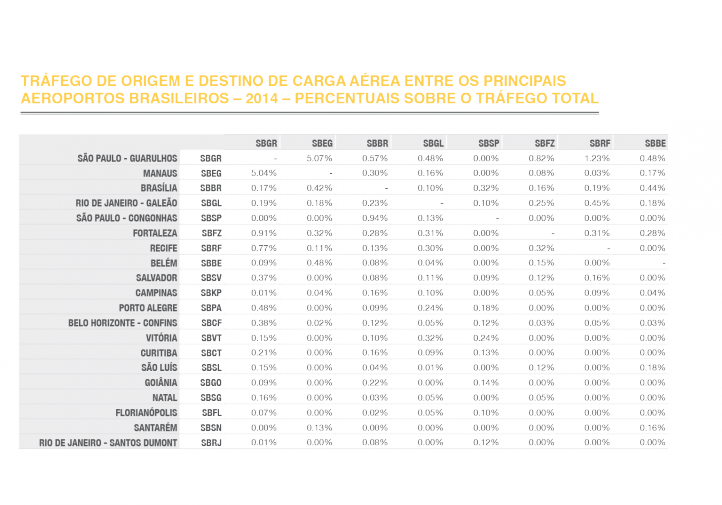 TRÁFEGO DE ORIGEM E DESTINO DE CARGA AÉREA ENTRE OS PRINCIPAIS
AEROPORTOS BRASILEIROS – 2014 – PERCENTUAIS SOBRE O TRÁFEGO TOTAL
SBGR SBEG SBBR SBGL SBSP SBFZ SBRF SBBE
SÃO PAULO - GUARULHOS SBGR - 5.07% 0.57% 0.48% 0.00% 0.82% 1.23% 0.48%
MANAUS SBEG 5.04% - 0.30% 0.16% 0.00% 0.08% 0.03% 0.17%
BRASÍLIA SBBR 0.17% 0.42% - 0.10% 0.32% 0.16% 0.19% 0.44%
RIO DE JANEIRO - GALEÃO SBGL 0.19% 0.18% 0.23% - 0.10% 0.25% 0.45% 0.18%
SÃO PAULO - CONGONHAS SBSP 0.00% 0.00% 0.94% 0.13% - 0.00% 0.00% 0.00%
FORTALEZA SBFZ 0.91% 0.32% 0.28% 0.31% 0.00% - 0.31% 0.28%
RECIFE SBRF 0.77% 0.11% 0.13% 0.30% 0.00% 0.32% - 0.00%
BELÉM SBBE 0.09% 0.48% 0.08% 0.04% 0.00% 0.15% 0.00% -
SALVADOR SBSV 0.37% 0.00% 0.08% 0.11% 0.09% 0.12% 0.16% 0.00%
CAMPINAS SBKP 0.01% 0.04% 0.16% 0.10% 0.00% 0.05% 0.09% 0.04%
PORTO ALEGRE SBPA 0.48% 0.00% 0.09% 0.24% 0.18% 0.00% 0.00% 0.00%
BELO HORIZONTE - CONFINS SBCF 0.38% 0.02% 0.12% 0.05% 0.12% 0.03% 0.05% 0.03%
VITÓRIA SBVT 0.15% 0.00% 0.10% 0.32% 0.24% 0.00% 0.00% 0.00%
CURITIBA SBCT 0.21% 0.00% 0.16% 0.09% 0.13% 0.00% 0.00% 0.00%
SÃO LUÍS SBSL 0.15% 0.00% 0.04% 0.01% 0.00% 0.12% 0.00% 0.18%
GOIÂNIA SBGO 0.09% 0.00% 0.22% 0.00% 0.14% 0.00% 0.00% 0.00%
NATAL SBSG 0.16% 0.00% 0.03% 0.05% 0.00% 0.05% 0.00% 0.00%
FLORIANÓPOLIS SBFL 0.07% 0.00% 0.02% 0.05% 0.10% 0.00% 0.00% 0.00%
SANTARÉM SBSN 0.00% 0.13% 0.00% 0.00% 0.00% 0.00% 0.00% 0.16%
RIO DE JANEIRO - SANTOS DUMONT SBRJ 0.01% 0.00% 0.08% 0.00% 0.12% 0.00% 0.00% 0.00%